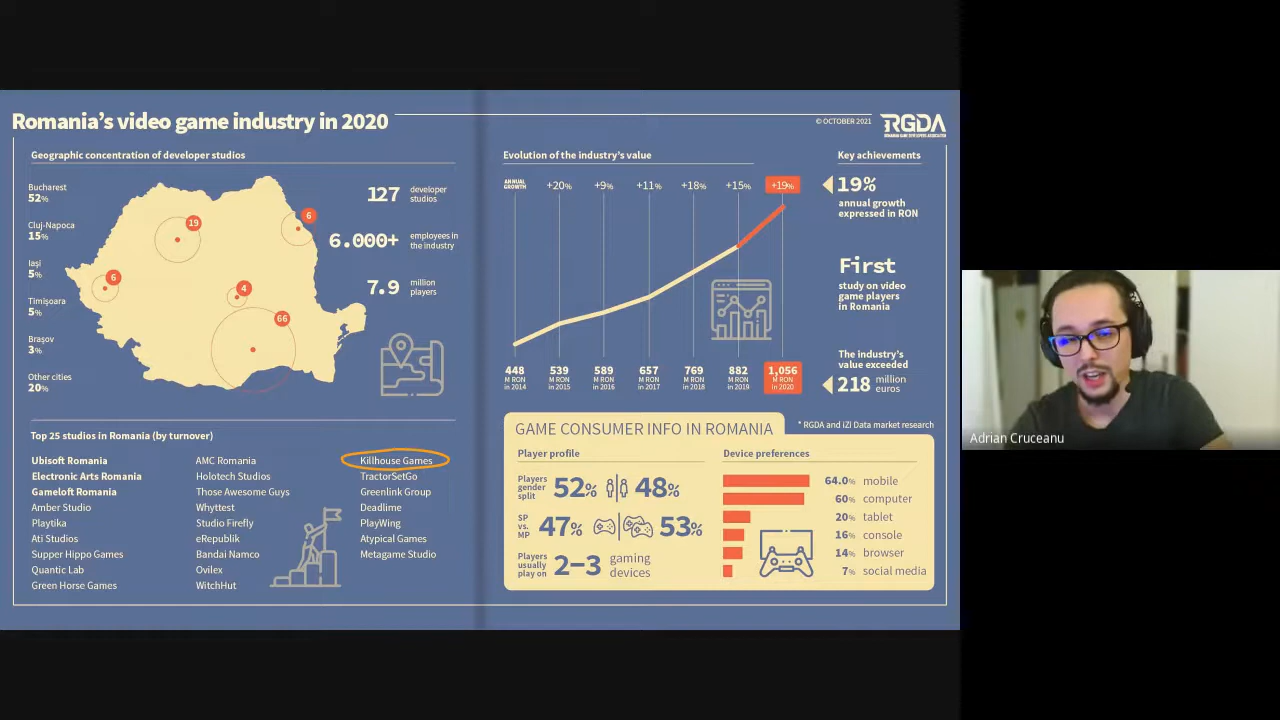 Romania's video game industry in 2020
© OCTOBER 2021
RGDA
ROMANIAN GAME DEVELOPERS ASSOCIATION
Geographic concentration of developer studios
Bucharest
52%
Cluj-Napoca
15%
Iași
5%
Timișoara
5%
Brașov
3%
Other cities
20%
19
6
6
4
66
127 developer studios
6.000+ employees in the industry
7.9 million players
Top 25 studios in Romania (by turnover)
Ubisoft Romania
Electronic Arts Romania
Gameloft Romania
Amber Studio
Playtika
Ati Studios
Supper Hippo Games
Quantic Lab
Green Horse Games
AMC Romania
Holotech Studios
Those Awesome Guys
Whyttest
Studio Firefly
eRepublik
Bandai Namco
Ovilex
WitchHut
Killhouse Games
TractorSetGo
Greenlink Group
Deadlime
PlayWing
Atypical Games
Metagame Studio
Evolution of the industry's value
ANNUAL GROWTH +20% +9% +11% +18% +15% +19%
448 539 589 657 769 882 1,056
M RON M RON M RON M RON M RON M RON M RON
in 2014 in 2015 in 2016 in 2017 in 2018 in 2019 in 2020
Key achievements
19%
annual growth
expressed in RON
First
study on video
game players
in Romania
The industry's
value exceeded
218 million euros
GAME CONSUMER INFO IN ROMANIA
* RGDA and IZI Data market research
Player profile
Players gender split 52% 48%
SP vs. MP 47% 53%
Players usually play on 2-3 gaming devices
Device preferences
64.0% mobile
60% computer
20% tablet
16% console
14% browser
7% social media
Adrian Cruceanu